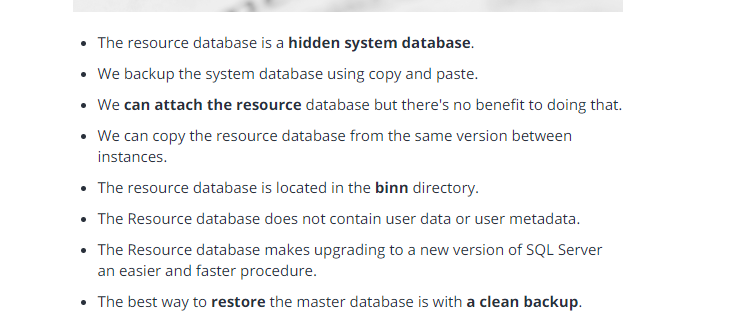 The resource database is a hidden system database.
We backup the system database using copy and paste.
We can attach the resource database but there's no benefit to doing that.
We can copy the resource database from the same version between
instances.
The resource database is located in the binn directory.
The Resource database does not contain user data or user metadata.
The Resource database makes upgrading to a new version of SQL Server
an easier and faster procedure.
The best way to restore the master database is with a clean backup.